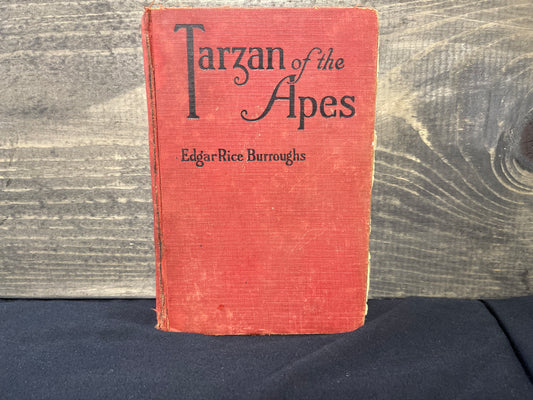 Tarzan of the
Apes
Edgar Rice Burroughs